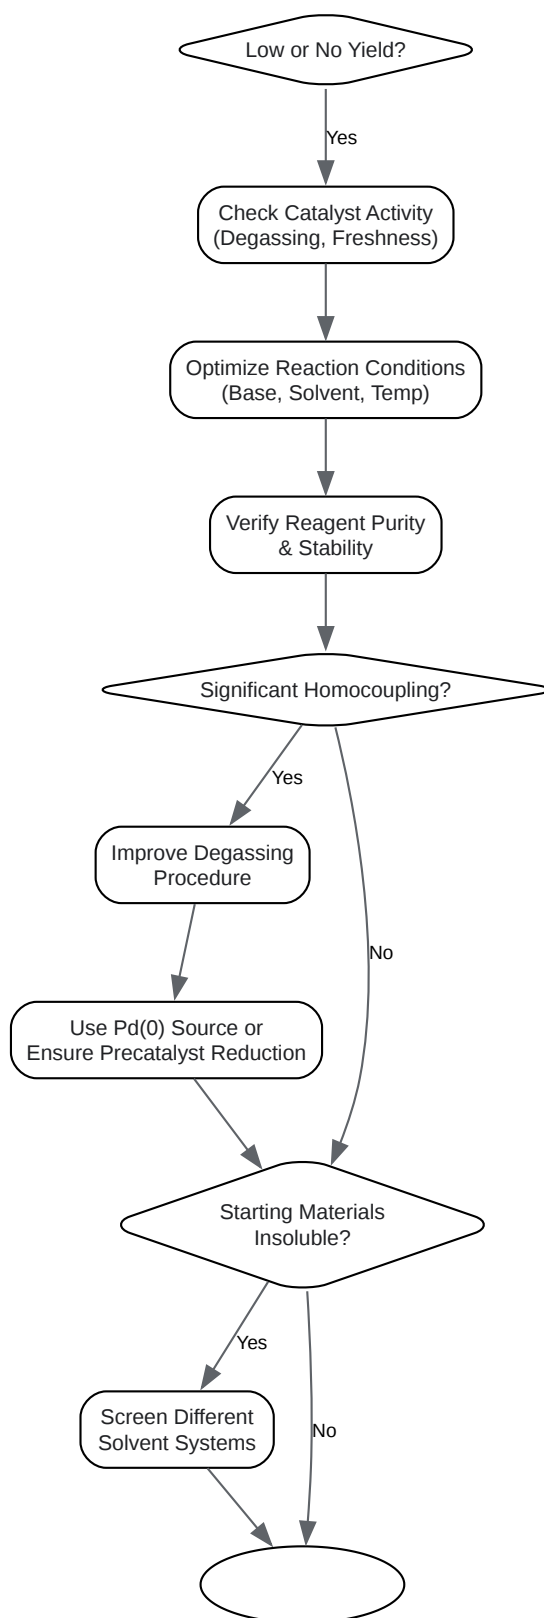 Low or No Yield?
Yes
Check Catalyst Activity
(Degassing, Freshness)
Optimize Reaction Conditions
(Base, Solvent, Temp)
Verify Reagent Purity
& Stability
Significant Homocoupling?
Yes
Improve Degassing
Procedure
No
Use Pd(0) Source or
Ensure Precatalyst Reduction
Starting Materials
Insoluble?
Yes
Screen Different
Solvent Systems
No